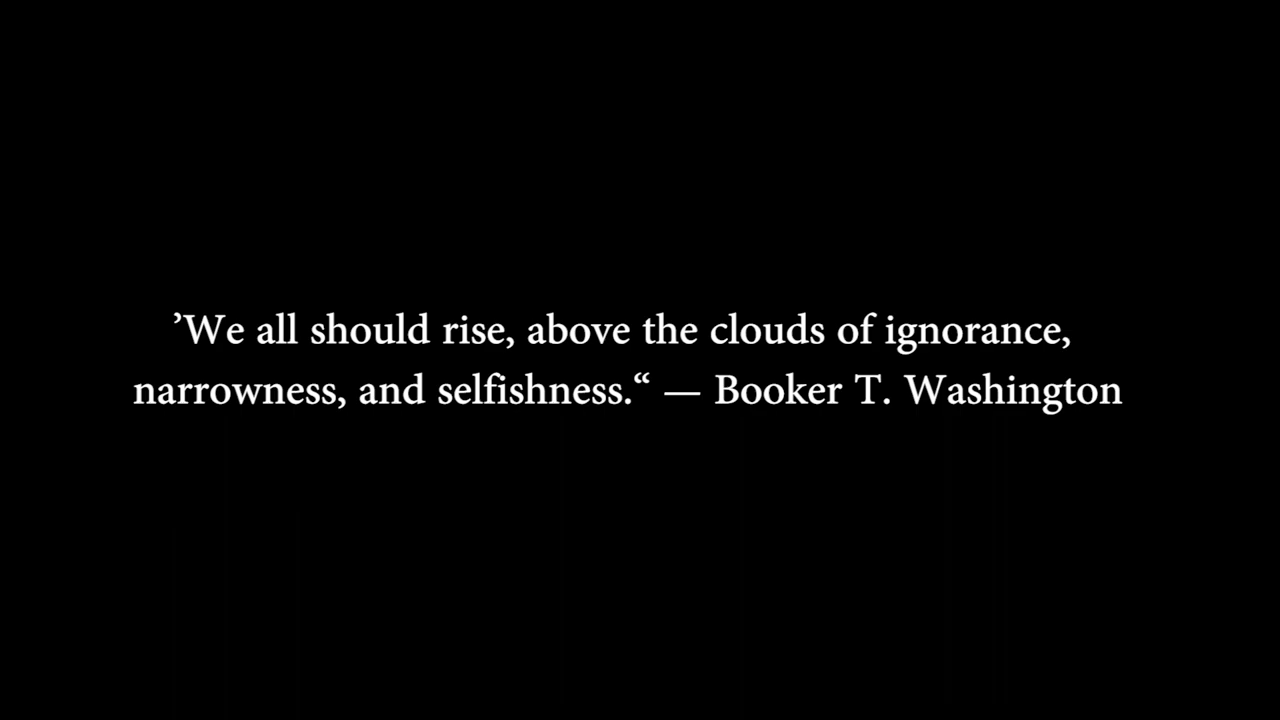 ’We all should rise, above the clouds of ignorance,
narrowness, and selfishness.“ — Booker T. Washington